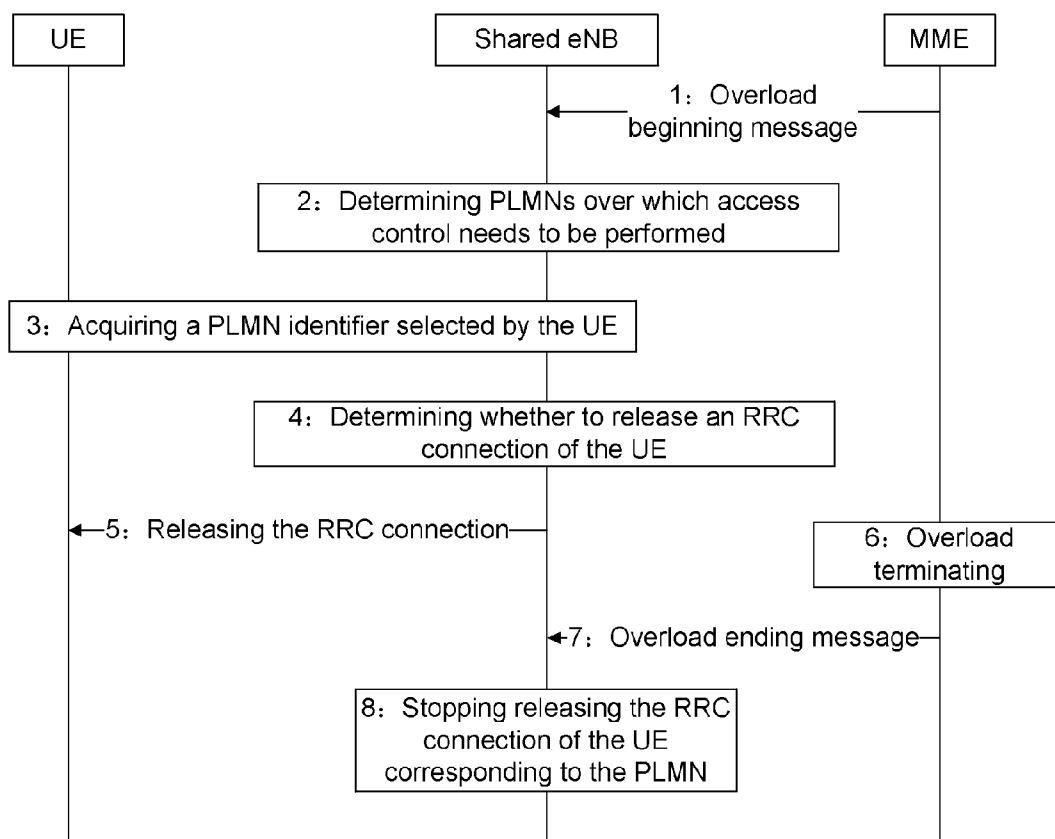 UE
Shared eNB
MME
1：Overload
beginning message
2：Determining PLMNs over which access
control needs to be performed
3：Acquiring a PLMN identifier selected by the UE
4：Determining whether to release an RRC
connection of the UE
5：Releasing the RRC connection
6：Overload
terminating
7：Overload ending message
8：Stopping releasing the RRC
connection of the UE
corresponding to the PLMN